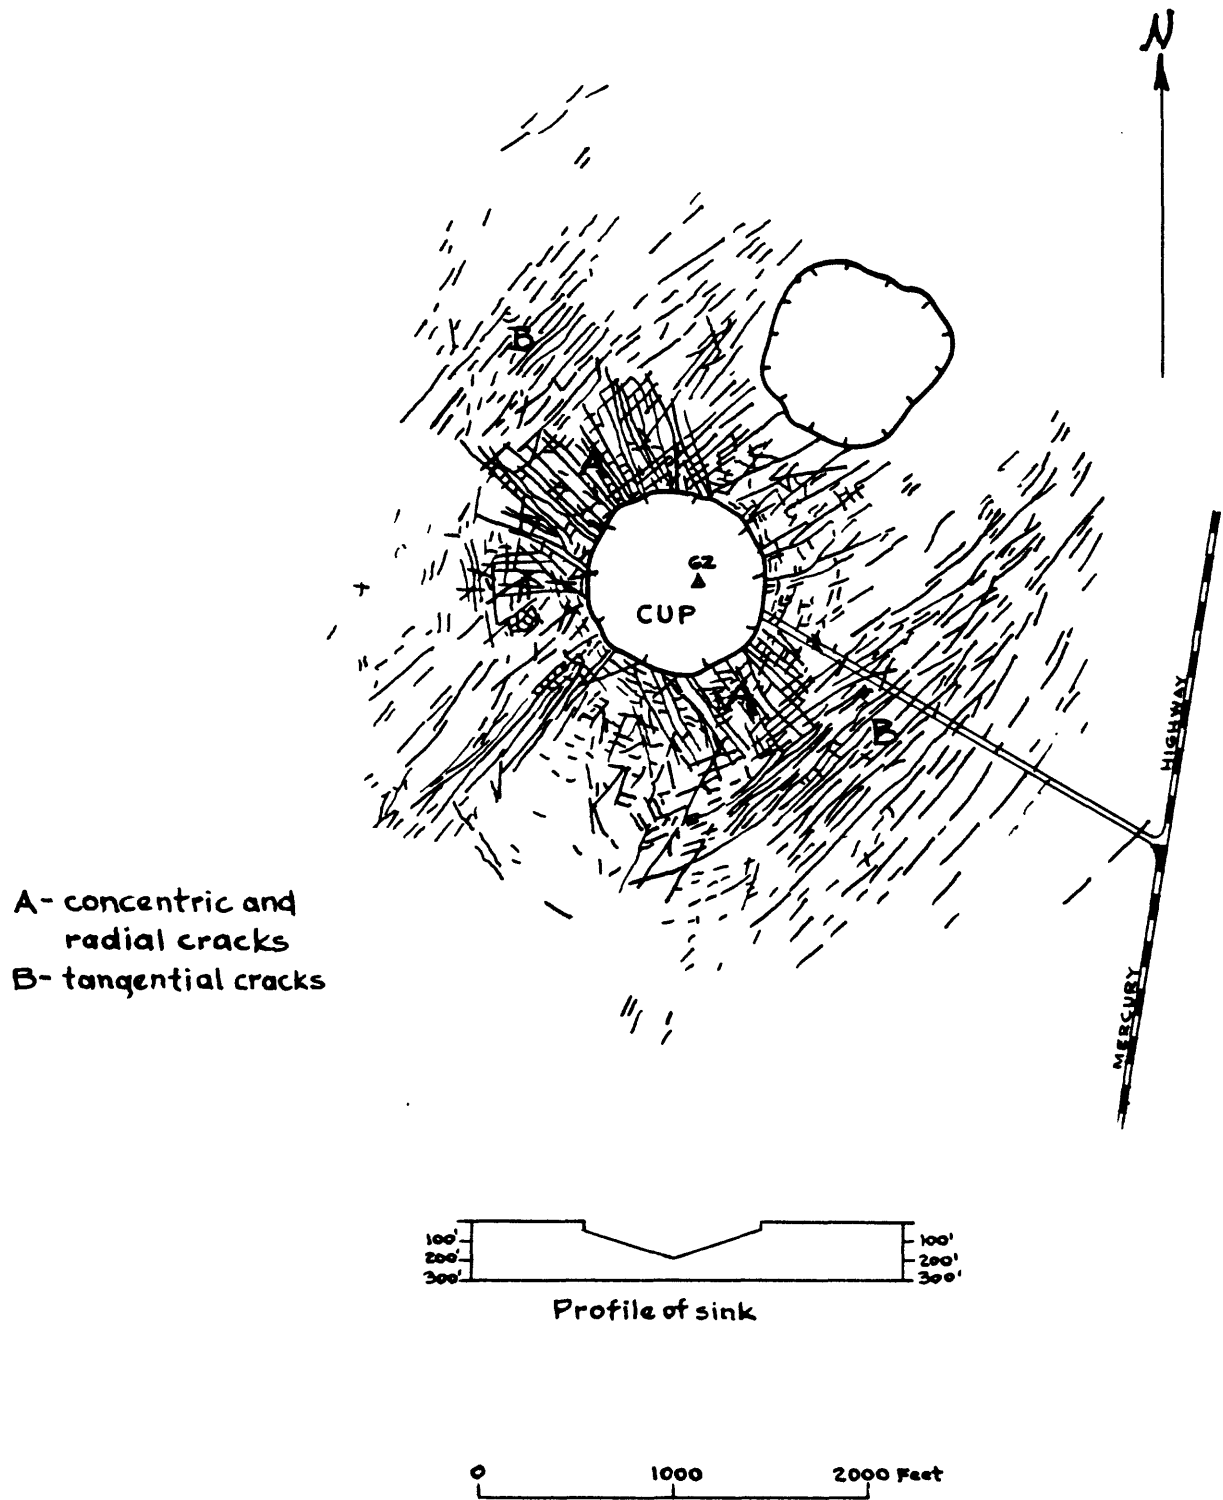 N
B
A
GZ
CUP
A
A
B
HIGHWAY
MERCURY
A- concentric and
radial cracks
B- tangential cracks
100' 100'
200' 200'
300' 300'
Profile of sink
0 1000 2000 Feet